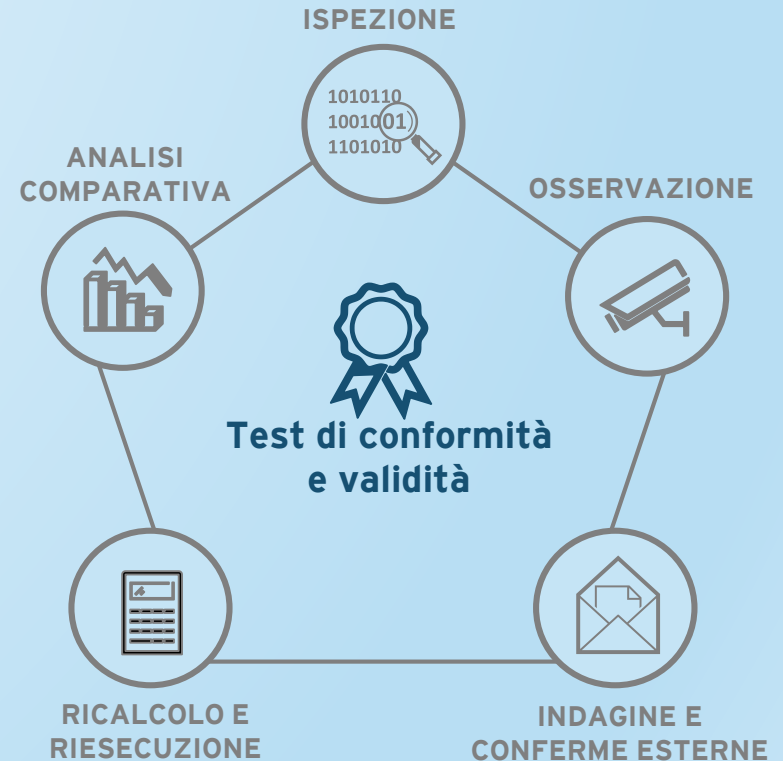 ISPEZIONE
1010110
1001001
1101010
ANALISI
COMPARATIVA
OSSERVAZIONE
Test di conformità
e validità
RICALCOLO E
RIESECUZIONE
INDAGINE E
CONFERME ESTERNE